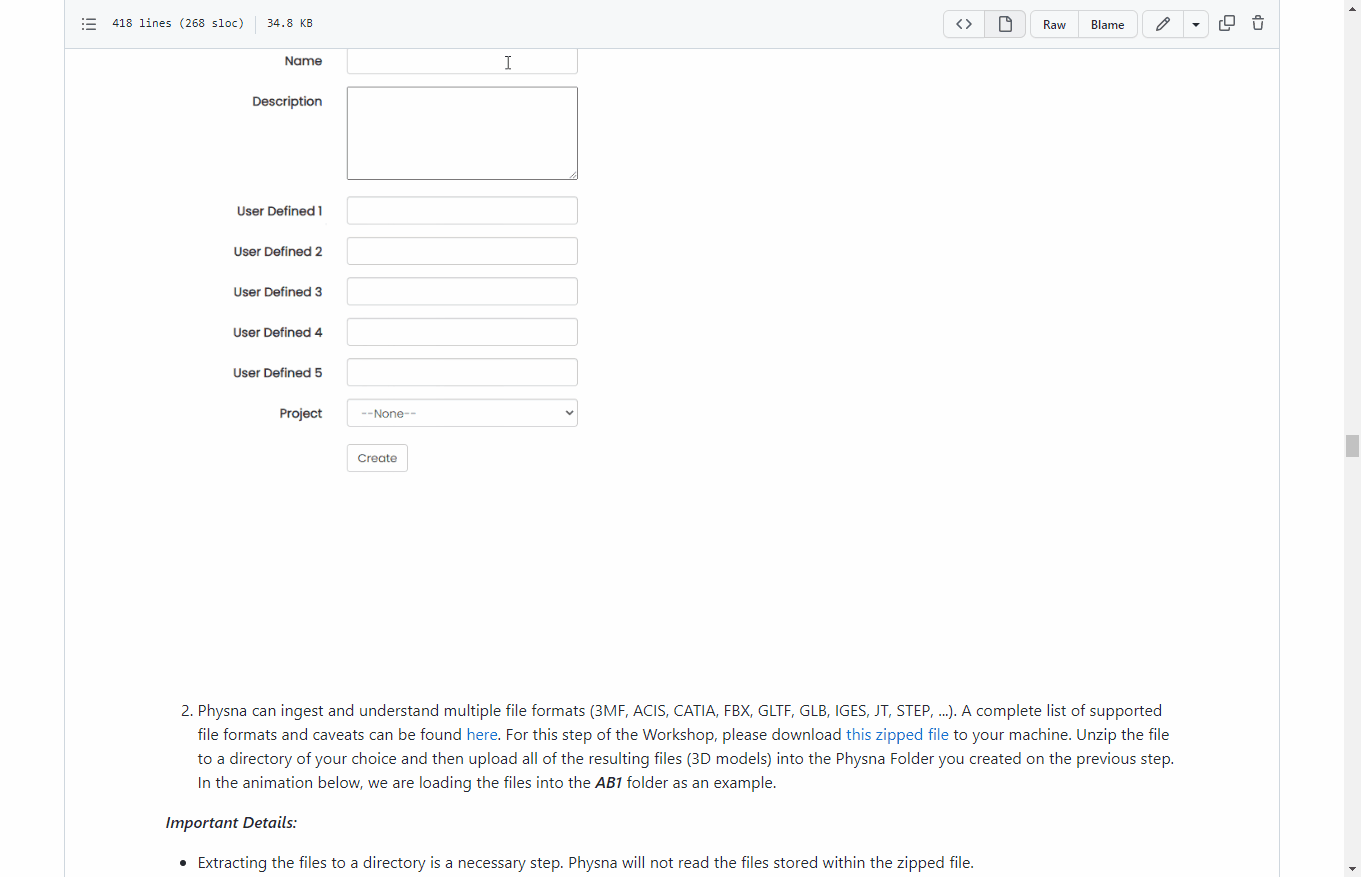 418 lines (268 sloc) 34.8 KB
Raw Blame
Name
Description
User Defined 1
User Defined 2
User Defined 3
User Defined 4
User Defined 5
Project --None--
Create
2. Physna can ingest and understand multiple file formats (3MF, ACIS, CATIA, FBX, GLTF, GLB, IGES, JT, STEP, ...). A complete list of supported
file formats and caveats can be found here. For this step of the Workshop, please download this zipped file to your machine. Unzip the file
to a directory of your choice and then upload all of the resulting files (3D models) into the Physna Folder you created on the previous step.
In the animation below, we are loading the files into the AB1 folder as an example.
Important Details:
• Extracting the files to a directory is a necessary step. Physna will not read the files stored within the zipped file.